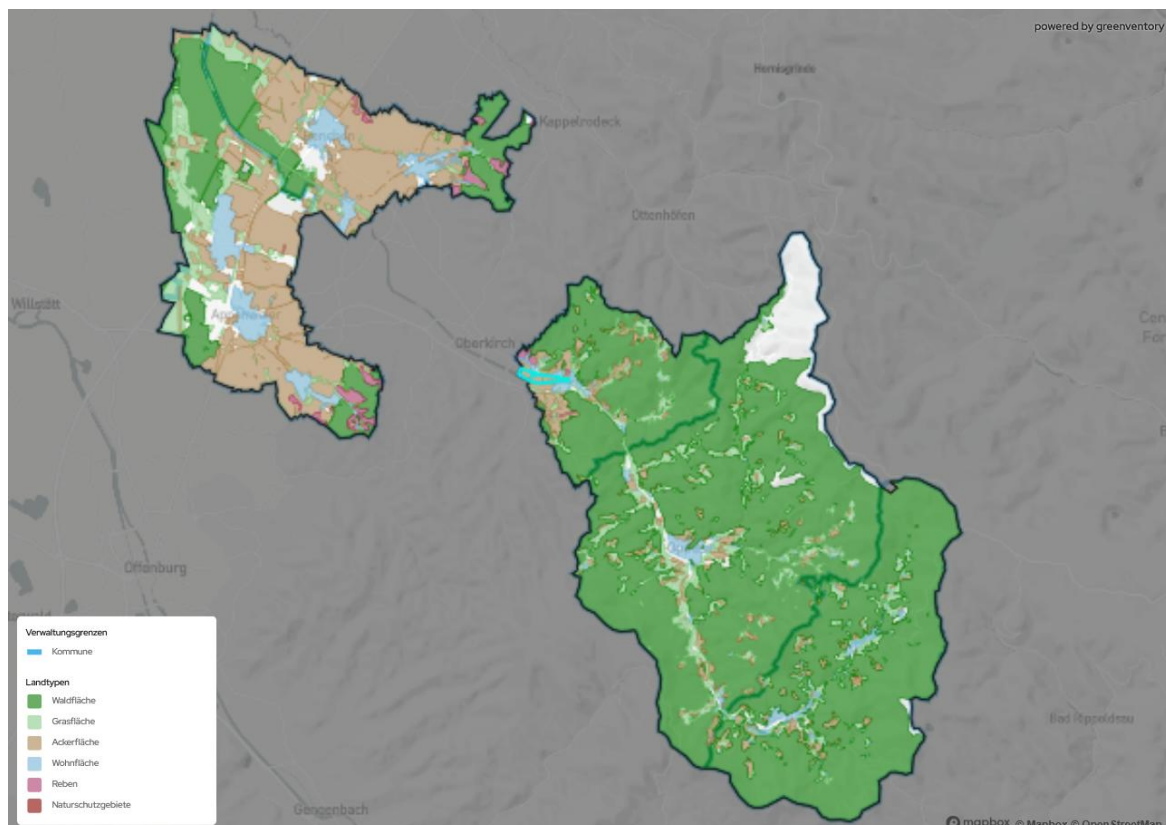 powered by greenventory
Hornisgrinde
Kappelrodeck
Ottenhöfen
Willstätt
Oberkirch
Offenburg
Bad Rippoldsau
Gengenbach
Verwaltungsgrenzen
Kommune
Landtypen
Waldfläche
Grasfläche
Ackerfläche
Wohnfläche
Reben
Naturschutzgebiete
mapbox © Mapbox © OpenStreetMap